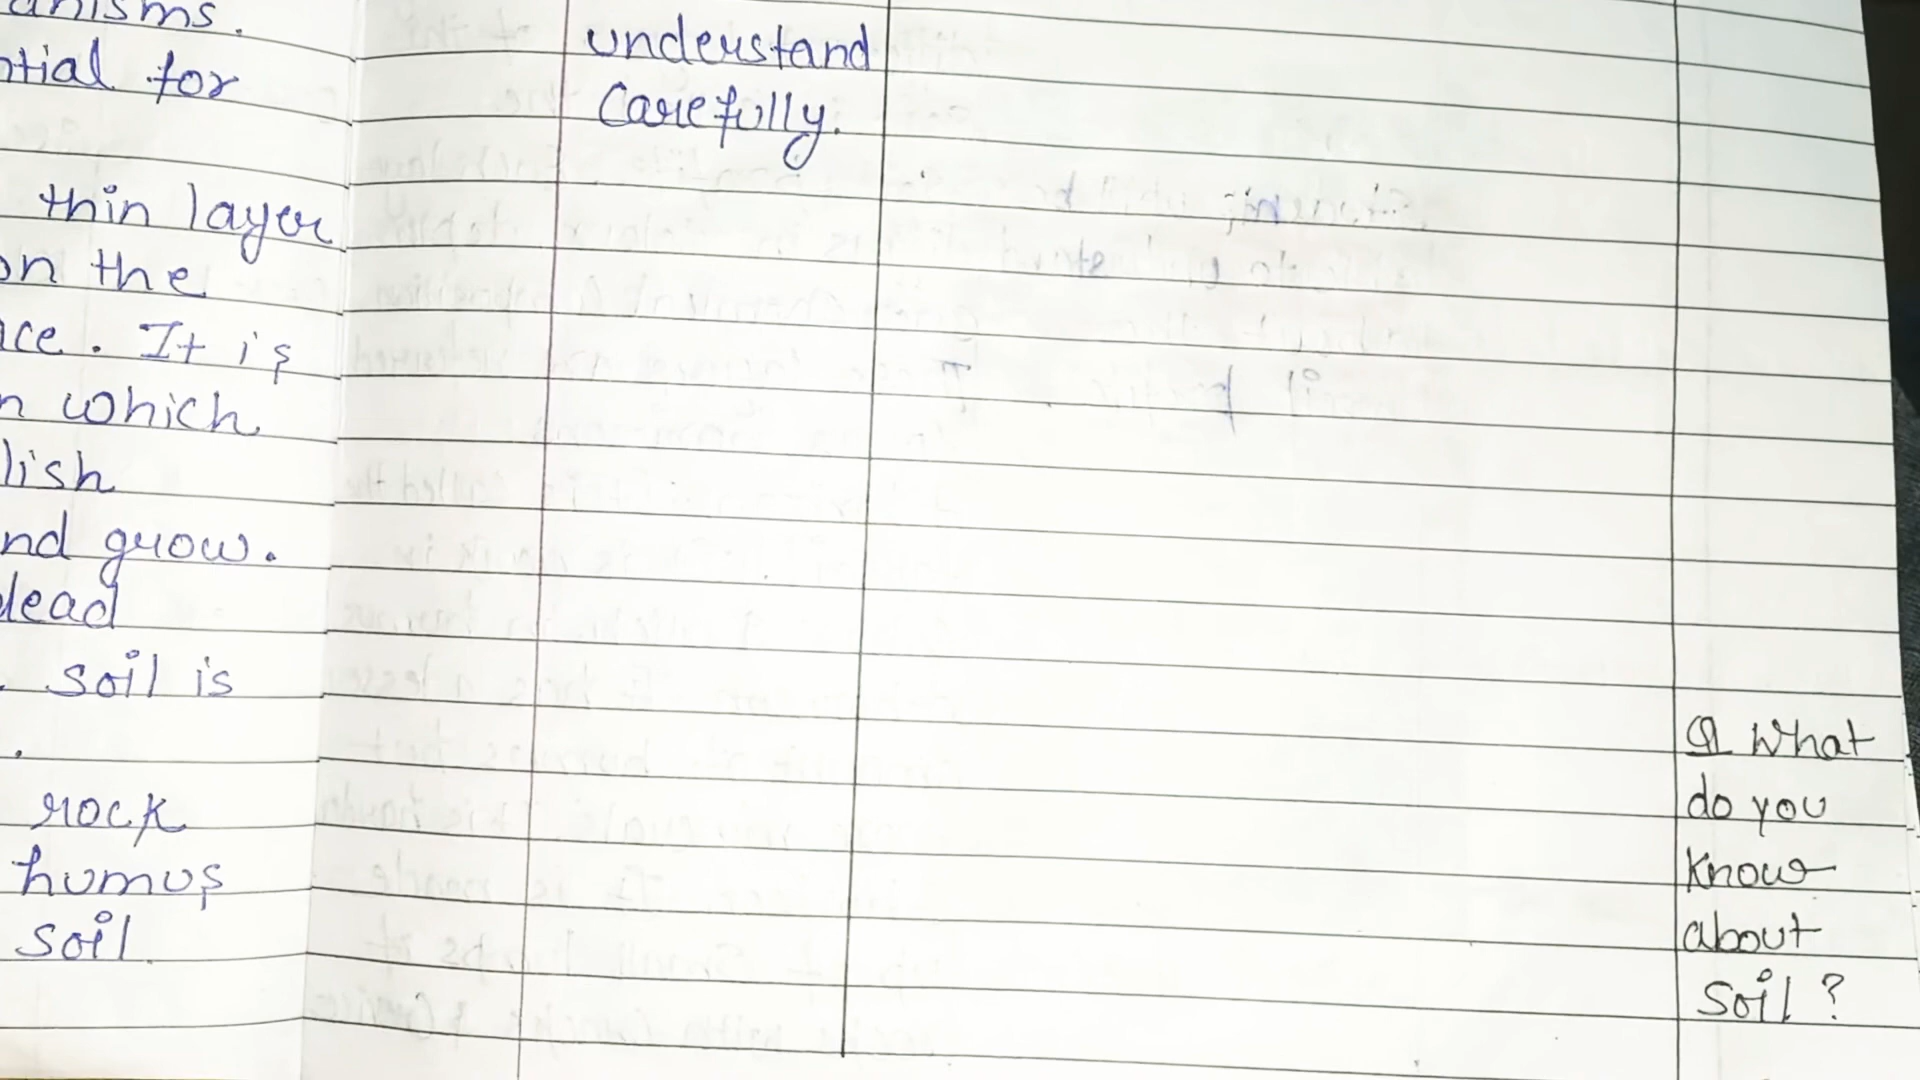 anisms.
ntial for
thin layer
on the
ace. It is
n which
lish
nd grow.
dead
. soil is
.
rock
humus
soil.
understand
Carefully.
Q What
do you
know
about
Soil?